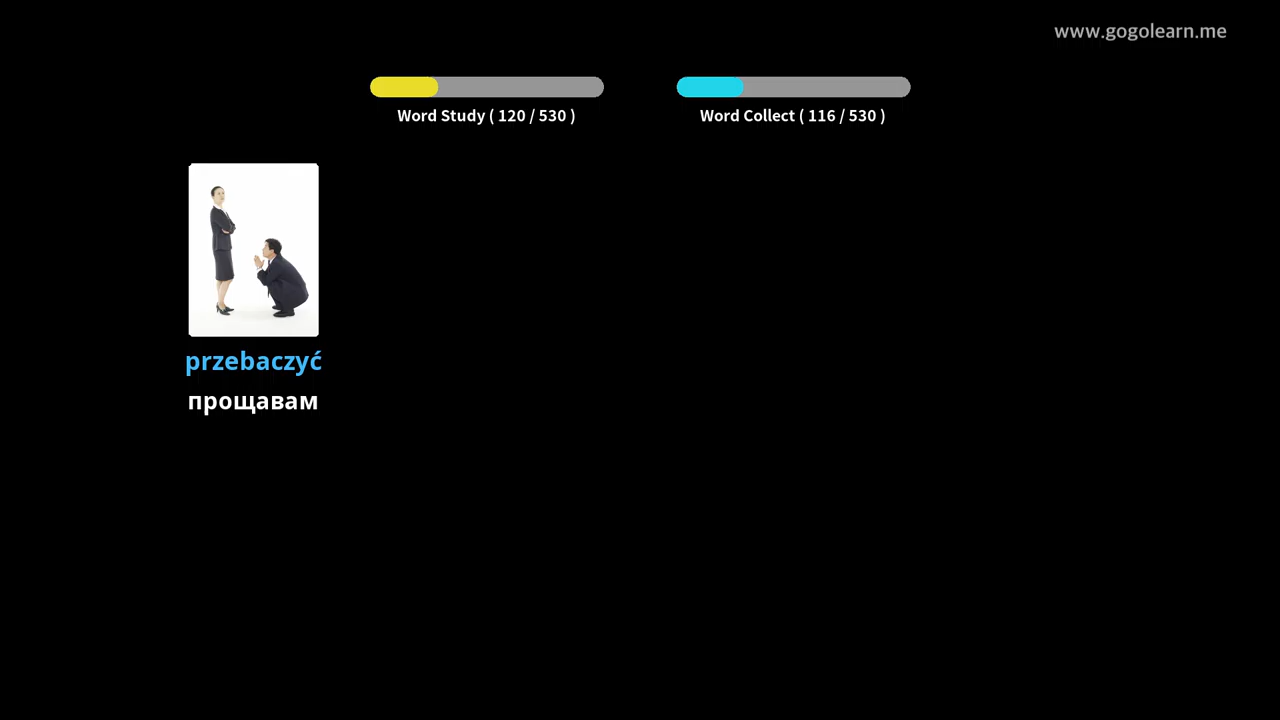 www.gogolearn.me
Word Study ( 120 / 530 )
Word Collect ( 116 / 530 )
przebaczyć
прощавам